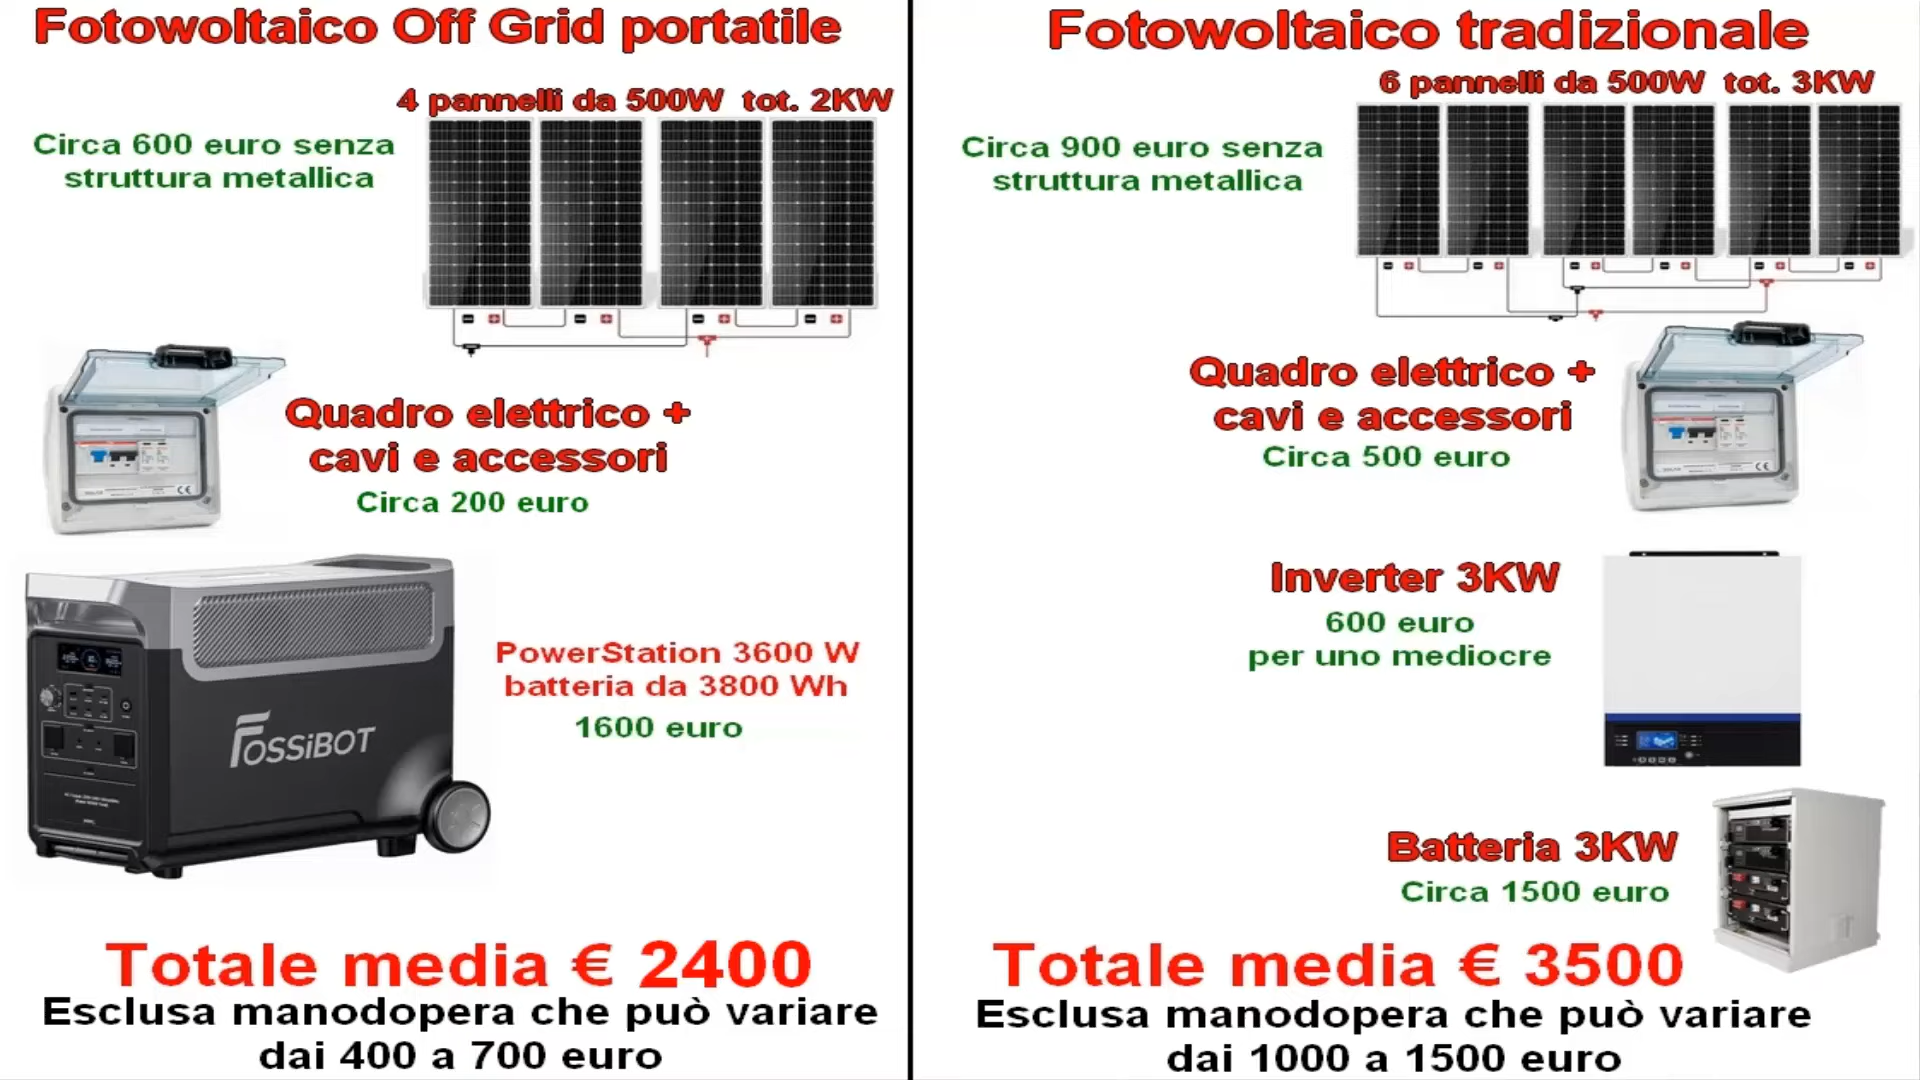 Fotowoltaico Off Grid portatile
4 pannelli da 500W tot. 2KW
Circa 600 euro senza
struttura metallica
Quadro elettrico +
cavi e accessori
Circa 200 euro
FOSSiBOT
PowerStation 3600 W
batteria da 3800 Wh
1600 euro
Totale media € 2400
Esclusa manodopera che può variare
dai 400 a 700 euro
Fotowoltaico tradizionale
6 pannelli da 500W tot. 3KW
Circa 900 euro senza
struttura metallica
Quadro elettrico +
cavi e accessori
Circa 500 euro
Inverter 3KW
600 euro
per uno mediocre
Batteria 3KW
Circa 1500 euro
Totale media € 3500
Esclusa manodopera che può variare
dai 1000 a 1500 euro